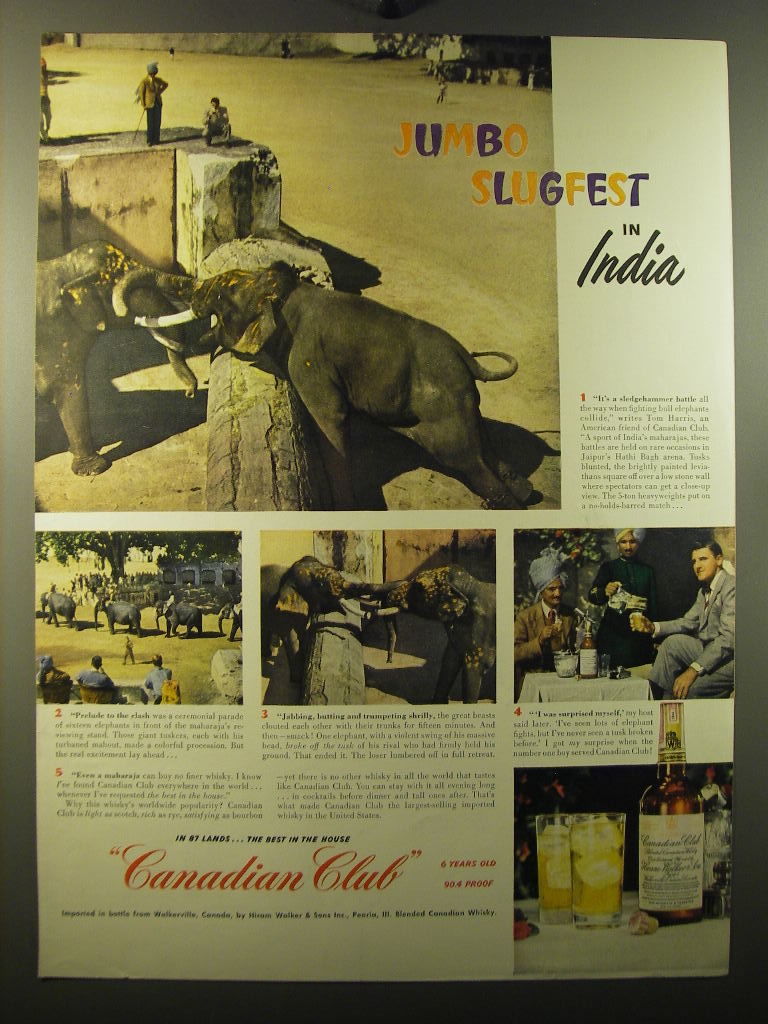 JUMBO
SLUGFEST
IN
India
1 "It's a sledgehammer battle all
the way when fighting bull elephants
collide," writes Tom Harris, an
American friend of Canadian Club.
"A sport of India's maharajas, these
battles are held on rare occasions in
Jaipur's Hathi Bagh arena. Tusks
blunted, the brightly painted levia-
thans square off over a low stone wall
where spectators can get a close-up
view. The 5-ton heavyweights put on
a no-holds-barred match...
2 "Prelude to the clash was a ceremonial parade
of sixteen elephants in front of the maharaja's re-
viewing stand. Those giant tuskers, each with his
turbaned mahout, made a colorful procession. But
the real excitement lay ahead...
3 "Jabbing, butting and trumpeting shrilly, the great beasts
clouted each other with their trunks for fifteen minutes. And
then—smack! One elephant, with a violent swing of his massive
head, broke off the tusk of his rival who had firmly held his
ground. That ended it. The loser lumbered off in full retreat.
4 "'I was surprised myself,' my host
said later. 'I've seen lots of elephant
fights, but I've never seen a tusk broken
before.' I got my surprise when the
number one boy served Canadian Club!
5 "Even a maharaja can buy no finer whisky. I know
I've found Canadian Club everywhere in the world...
whenever I've requested the best in the house."
Why this whisky's worldwide popularity? Canadian
Club is light as scotch, rich as rye, satisfying as bourbon
—yet there is no other whisky in all the world that tastes
like Canadian Club. You can stay with it all evening long
... in cocktails before dinner and tall ones after. That's
what made Canadian Club the largest-selling imported
whisky in the United States.
IN 87 LANDS... THE BEST IN THE HOUSE
"Canadian Club"
6 YEARS OLD
90.4 PROOF
Imported in bottle from Walkerville, Canada, by Hiram Walker & Sons Inc., Peoria, Ill. Blended Canadian Whisky.
Canadian Club